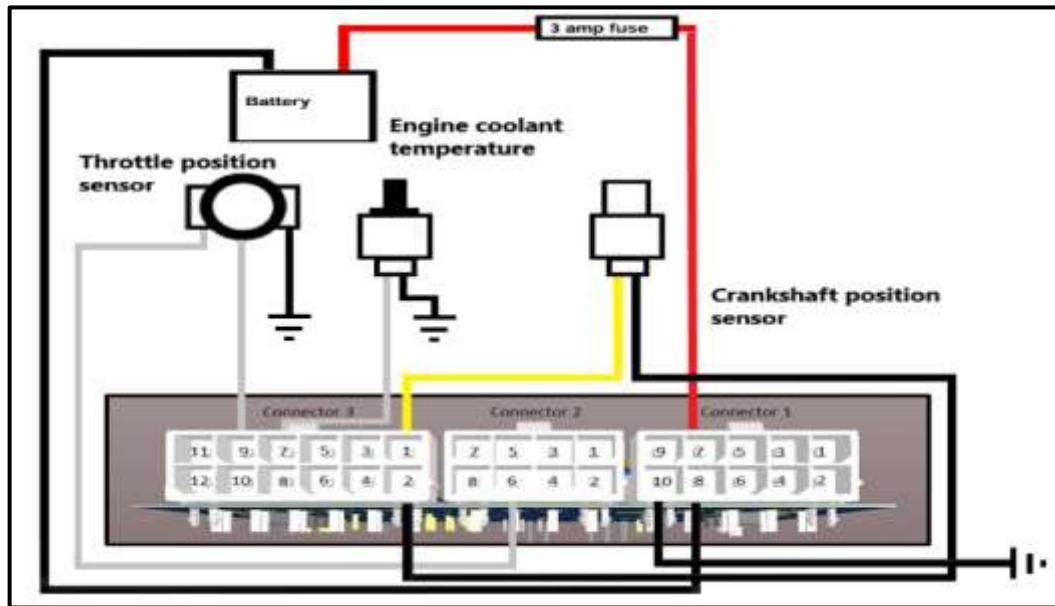 3 amp fuse
Battery
Engine coolant
temperature
Throttle position
sensor
Crankshaft position
sensor
Connector 3
Connector 2
Connector 1
11 9 7 5 3 1
12 10 8 6 4 2
7 5 3 1
8 6 4 2
9 7 5 3 1
10 8 6 4 2